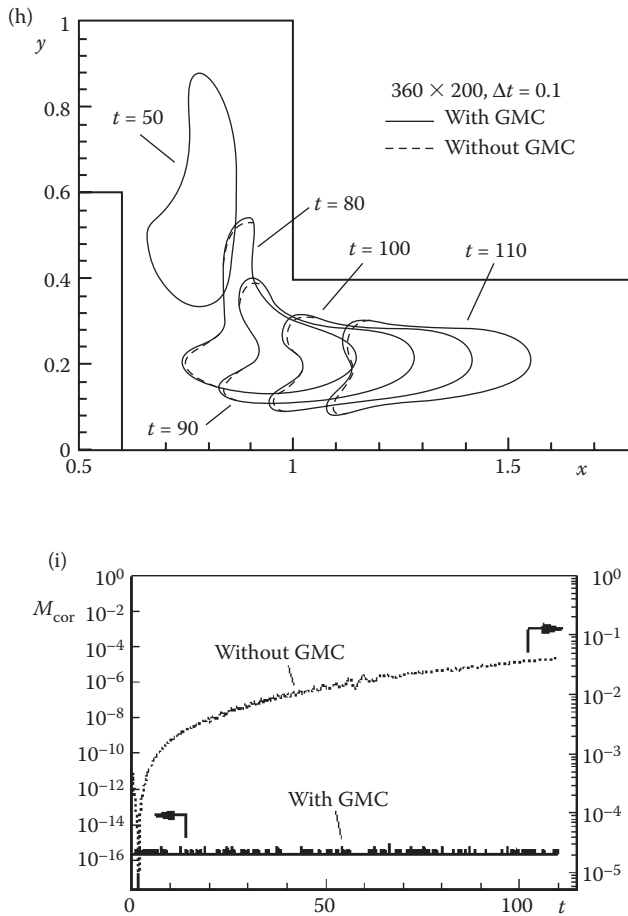 (h)
y
1
0.8
0.6
0.4
0.2
0
0.5
1
1.5
x
360 × 200, Δt = 0.1
With GMC
Without GMC
t = 50
t = 80
t = 100
t = 110
t = 90
(i)
M_cor
10^0
10^−2
10^−4
10^−6
10^−8
10^−10
10^−12
10^−14
10^−16
Without GMC
With GMC
10^0
10^−1
10^−2
10^−3
10^−4
10^−5
0
50
100
t